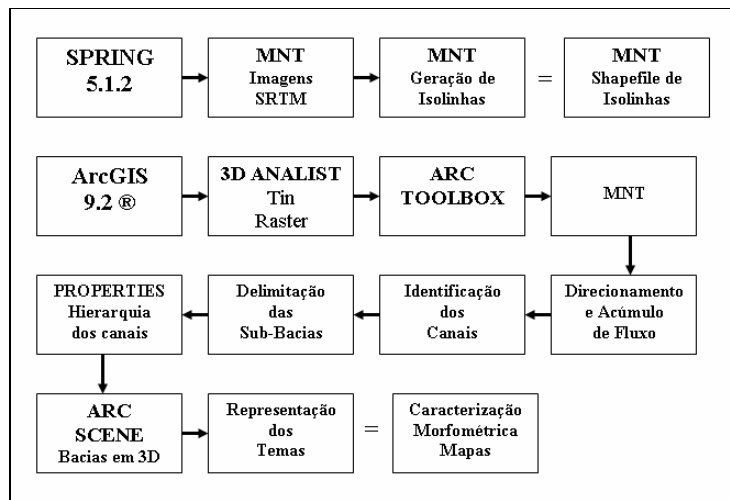 SPRING
5.1.2
MNT
Imagens
SRTM
MNT
Geração de
Isolinhas
=
MNT
Shapefile de
Isolinhas
ArcGIS
9.2 ®
3D ANALIST
Tin
Raster
ARC
TOOLBOX
MNT
PROPERTIES
Hierarquia
dos canais
Delimitação
das
Sub-Bacias
Identificação
dos
Canais
Direcionamento
e Acúmulo
de Fluxo
ARC
SCENE
Bacias em 3D
Representação
dos
Temas
=
Caracterização
Morfométrica
Mapas